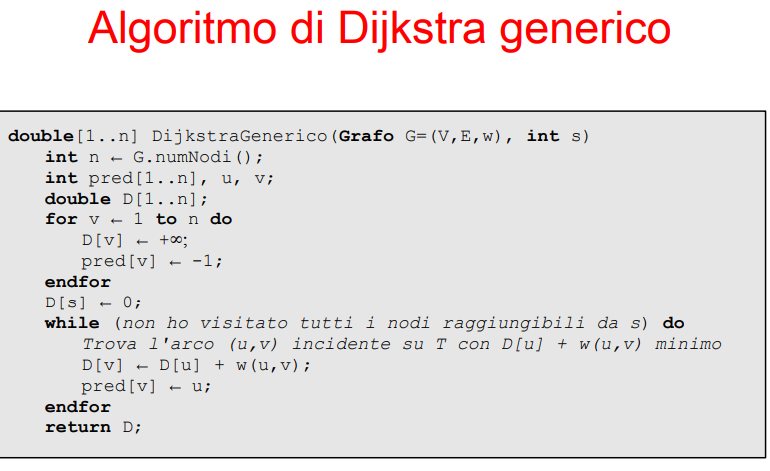 Algoritmo di Dijkstra generico
double[1..n] DijkstraGenerico(Grafo G=(V,E,w), int s)
int n ← G.numNodi();
int pred[1..n], u, v;
double D[1..n];
for v ← 1 to n do
D[v] ← +∞;
pred[v] ← -1;
endfor
D[s] ← 0;
while (non ho visitato tutti i nodi raggiungibili da s) do
Trova l'arco (u,v) incidente su T con D[u] + w(u,v) minimo
D[v] ← D[u] + w(u,v);
pred[v] ← u;
endfor
return D;